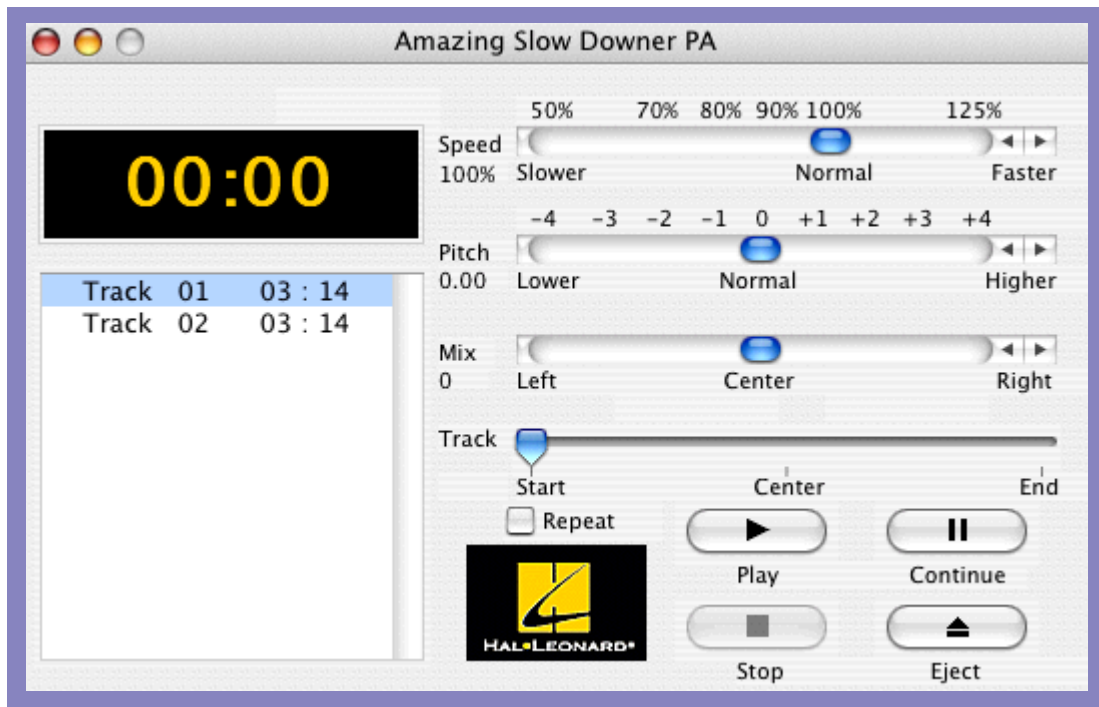 Amazing Slow Downer PA
00:00
50% 70% 80% 90% 100% 125%
Speed
100% Slower Normal Faster
-4 -3 -2 -1 0 +1 +2 +3 +4
Pitch
0.00 Lower Normal Higher
Track 01 03 : 14
Track 02 03 : 14
Mix
0 Left Center Right
Track
Start Center End
Repeat
Play Continue
HAL•LEONARD®
Stop Eject